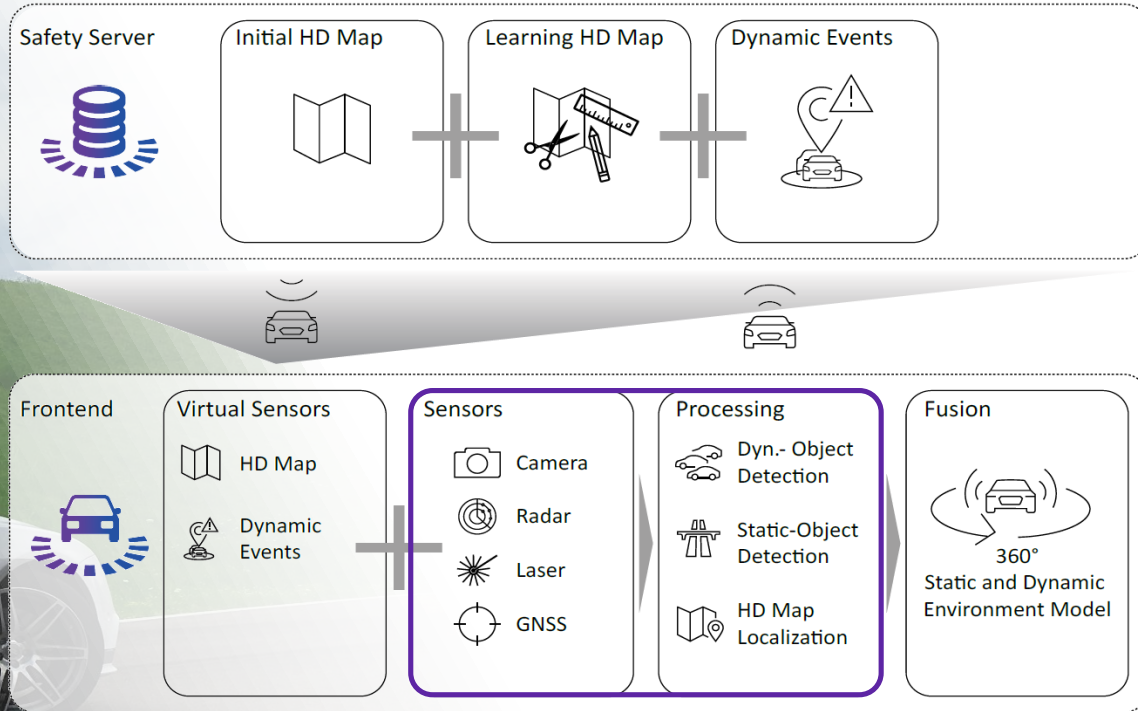 Safety Server
Initial HD Map
Learning HD Map
Dynamic Events
Frontend
Virtual Sensors
HD Map
Dynamic
Events
Sensors
Camera
Radar
Laser
GNSS
Processing
Dyn.- Object
Detection
Static-Object
Detection
HD Map
Localization
Fusion
360°
Static and Dynamic
Environment Model